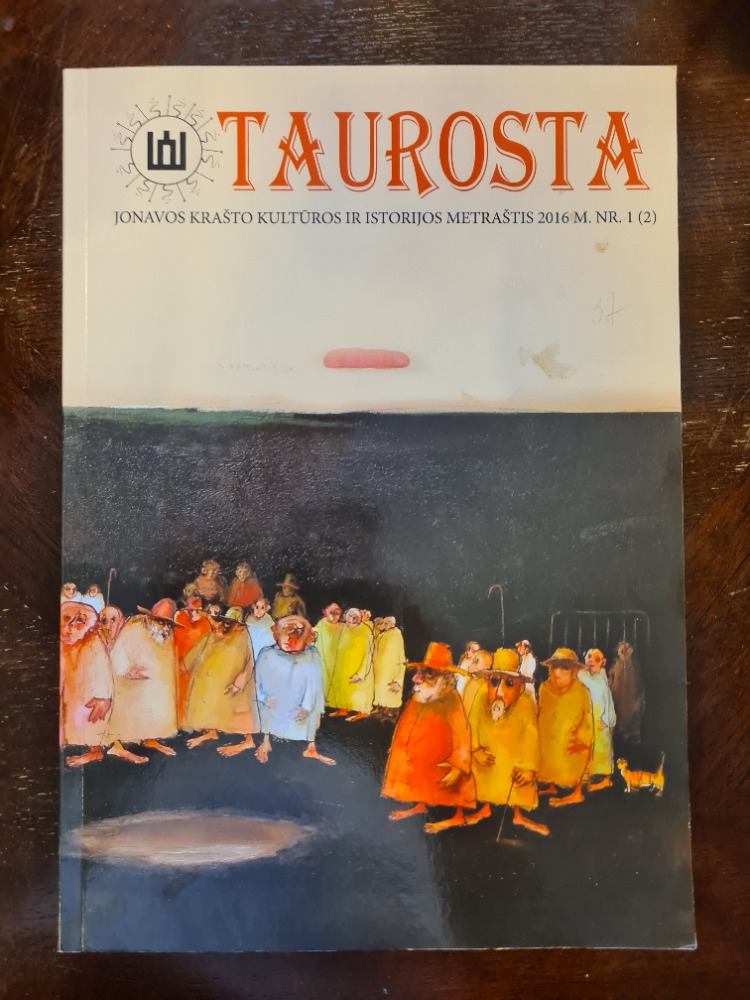 TAUROSTA
JONAVOS KRAŠTO KULTŪROS IR ISTORIJOS METRAŠTIS 2016 M. NR. 1 (2)